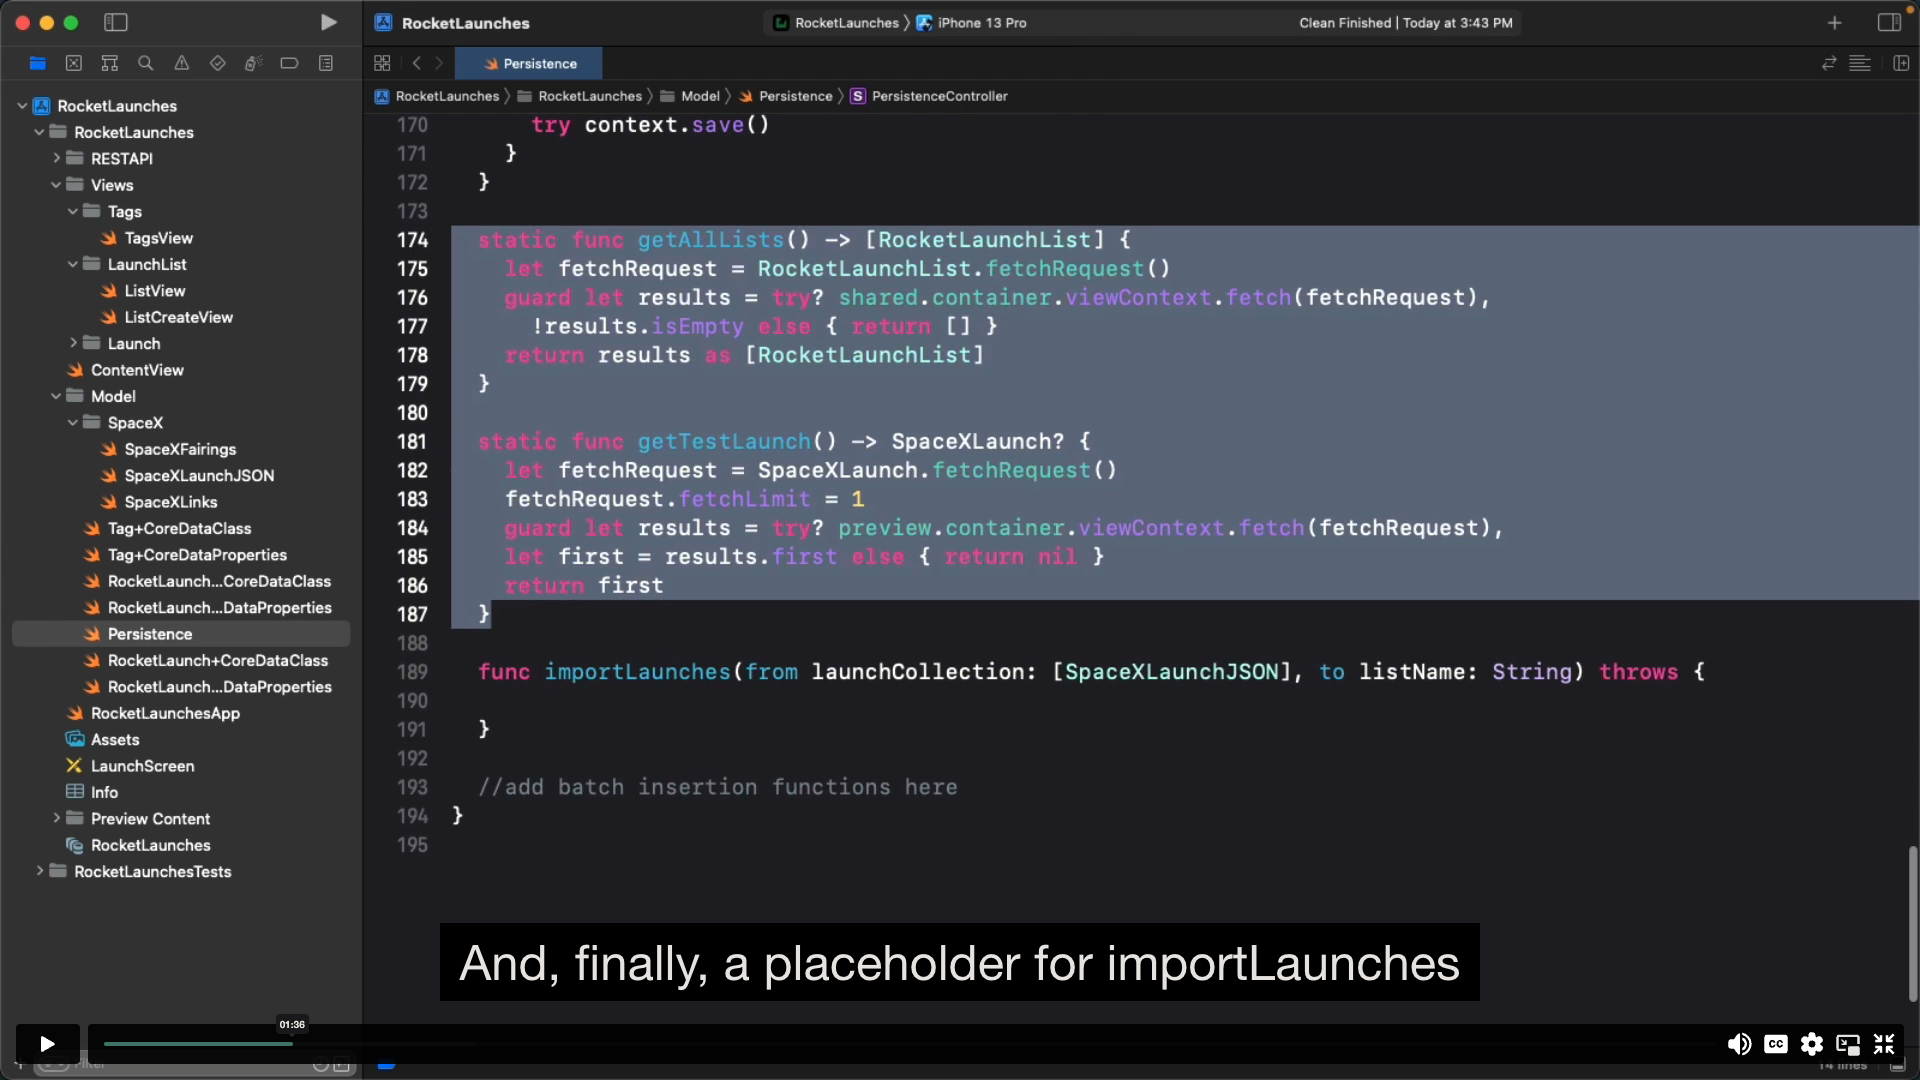 RocketLaunches
RocketLaunches
iPhone 13 Pro
Clean Finished | Today at 3:43 PM
Persistence
RocketLaunches
RocketLaunches
Model
Persistence
S
PersistenceController
RocketLaunches
RocketLaunches
RESTAPI
Views
Tags
TagsView
LaunchList
ListView
ListCreateView
Launch
ContentView
Model
SpaceX
SpaceXFairings
SpaceXLaunchJSON
SpaceXLinks
Tag+CoreDataClass
Tag+CoreDataProperties
RocketLaunch...CoreDataClass
RocketLaunch...DataProperties
Persistence
RocketLaunch+CoreDataClass
RocketLaunch...DataProperties
RocketLaunchesApp
Assets
LaunchScreen
Info
Preview Content
RocketLaunches
RocketLaunchesTests
170 try context.save()
171 }
172 }
173
174 static func getAllLists() -> [RocketLaunchList] {
175 let fetchRequest = RocketLaunchList.fetchRequest()
176 guard let results = try? shared.container.viewContext.fetch(fetchRequest),
177 !results.isEmpty else { return [] }
178 return results as [RocketLaunchList]
179 }
180
181 static func getTestLaunch() -> SpaceXLaunch? {
182 let fetchRequest = SpaceXLaunch.fetchRequest()
183 fetchRequest.fetchLimit = 1
184 guard let results = try? preview.container.viewContext.fetch(fetchRequest),
185 let first = results.first else { return nil }
186 return first
187 }
188
189 func importLaunches(from launchCollection: [SpaceXLaunchJSON], to listName: String) throws {
190
191 }
192
193 //add batch insertion functions here
194 }
195
And, finally, a placeholder for importLaunches
01:36
CC
Filter
14 lines